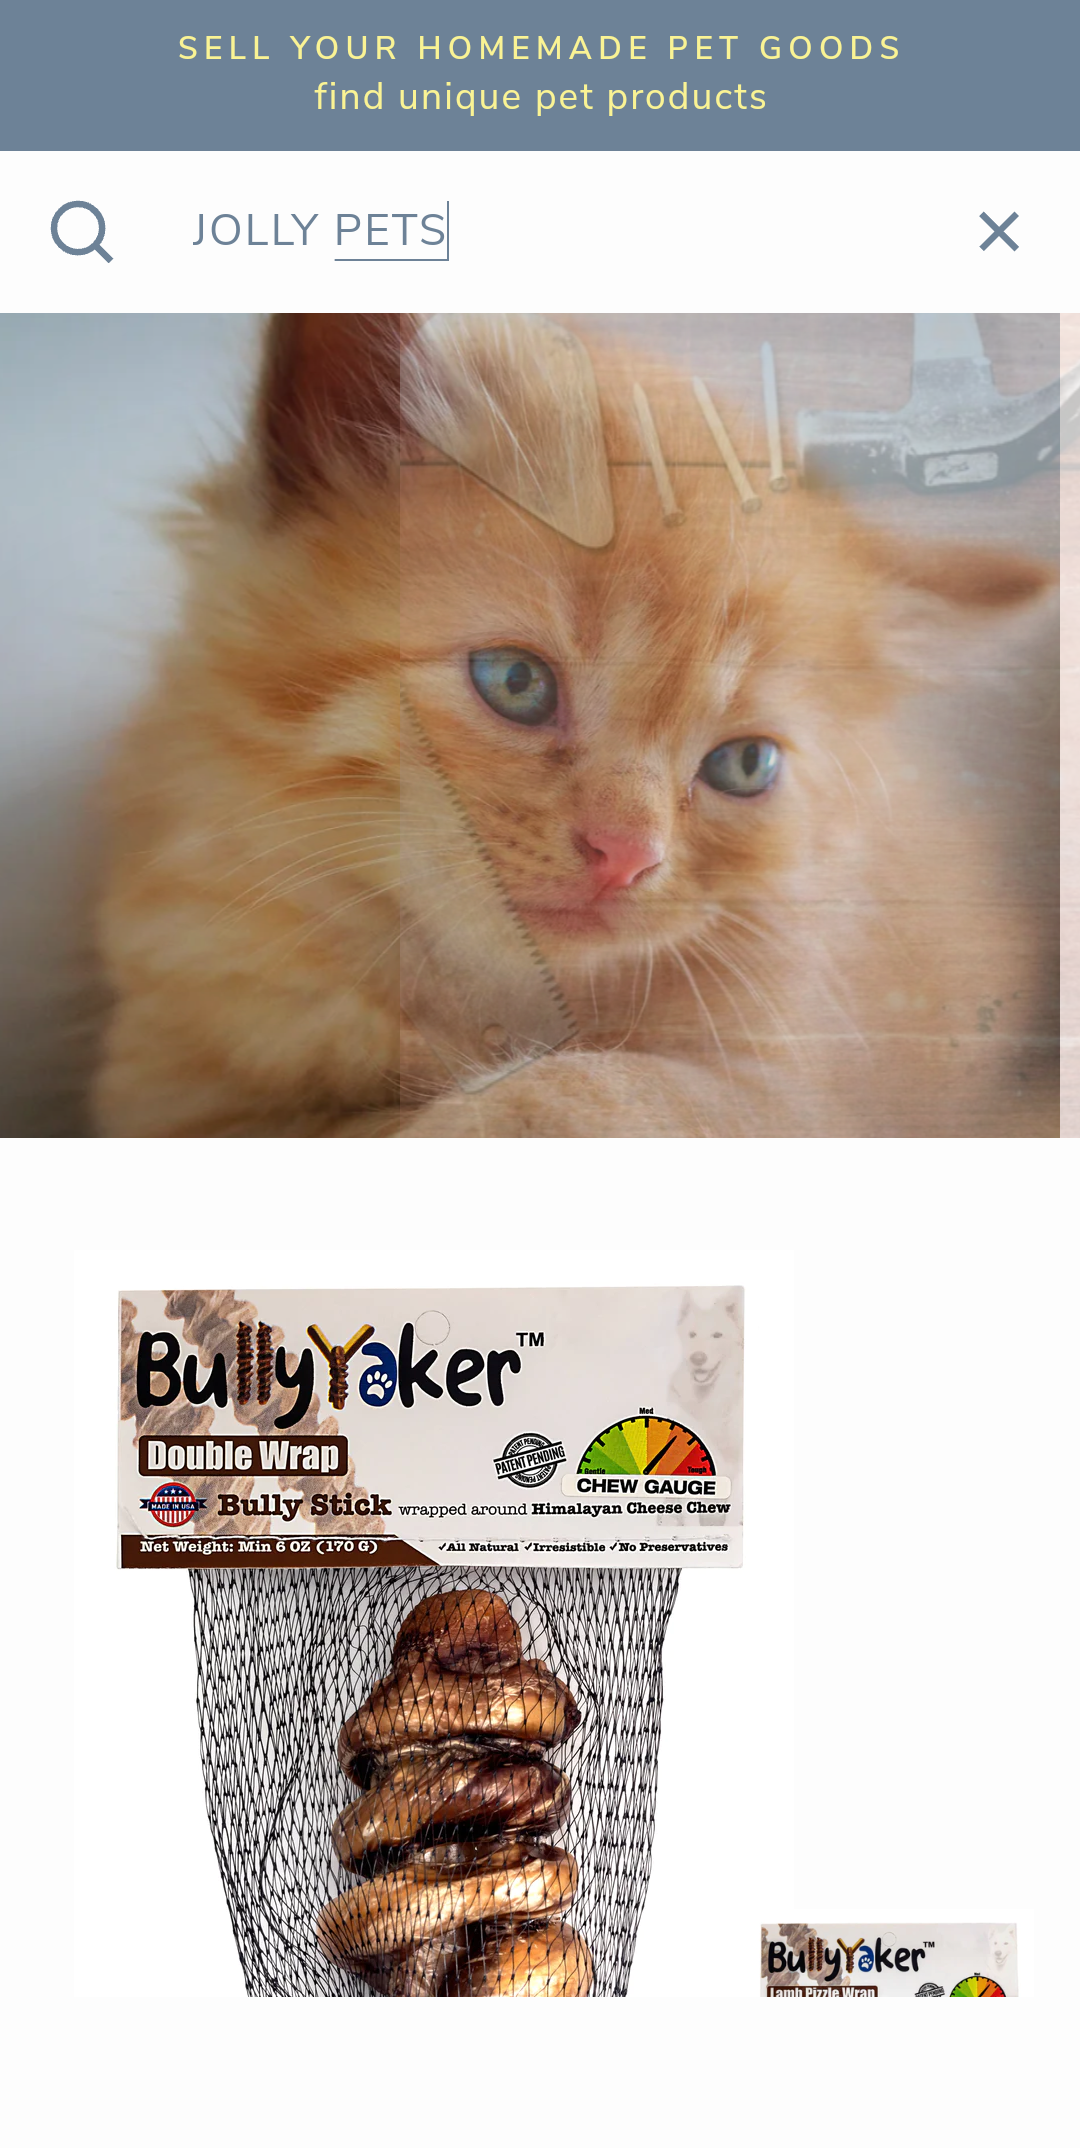 SELL YOUR HOMEMADE PET GOODS
find unique pet products
JOLLY PETS
BullyYaker™
Double Wrap
PATENT PENDING
Med
Gentle
Tough
CHEW GAUGE
MADE IN USA
Bully Stick wrapped around Himalayan Cheese Chew
Net Weight: Min 6 OZ (170 G)
✓All Natural ✓Irresistible ✓No Preservatives
BullyYaker™
Lamb Pizzle Wrap